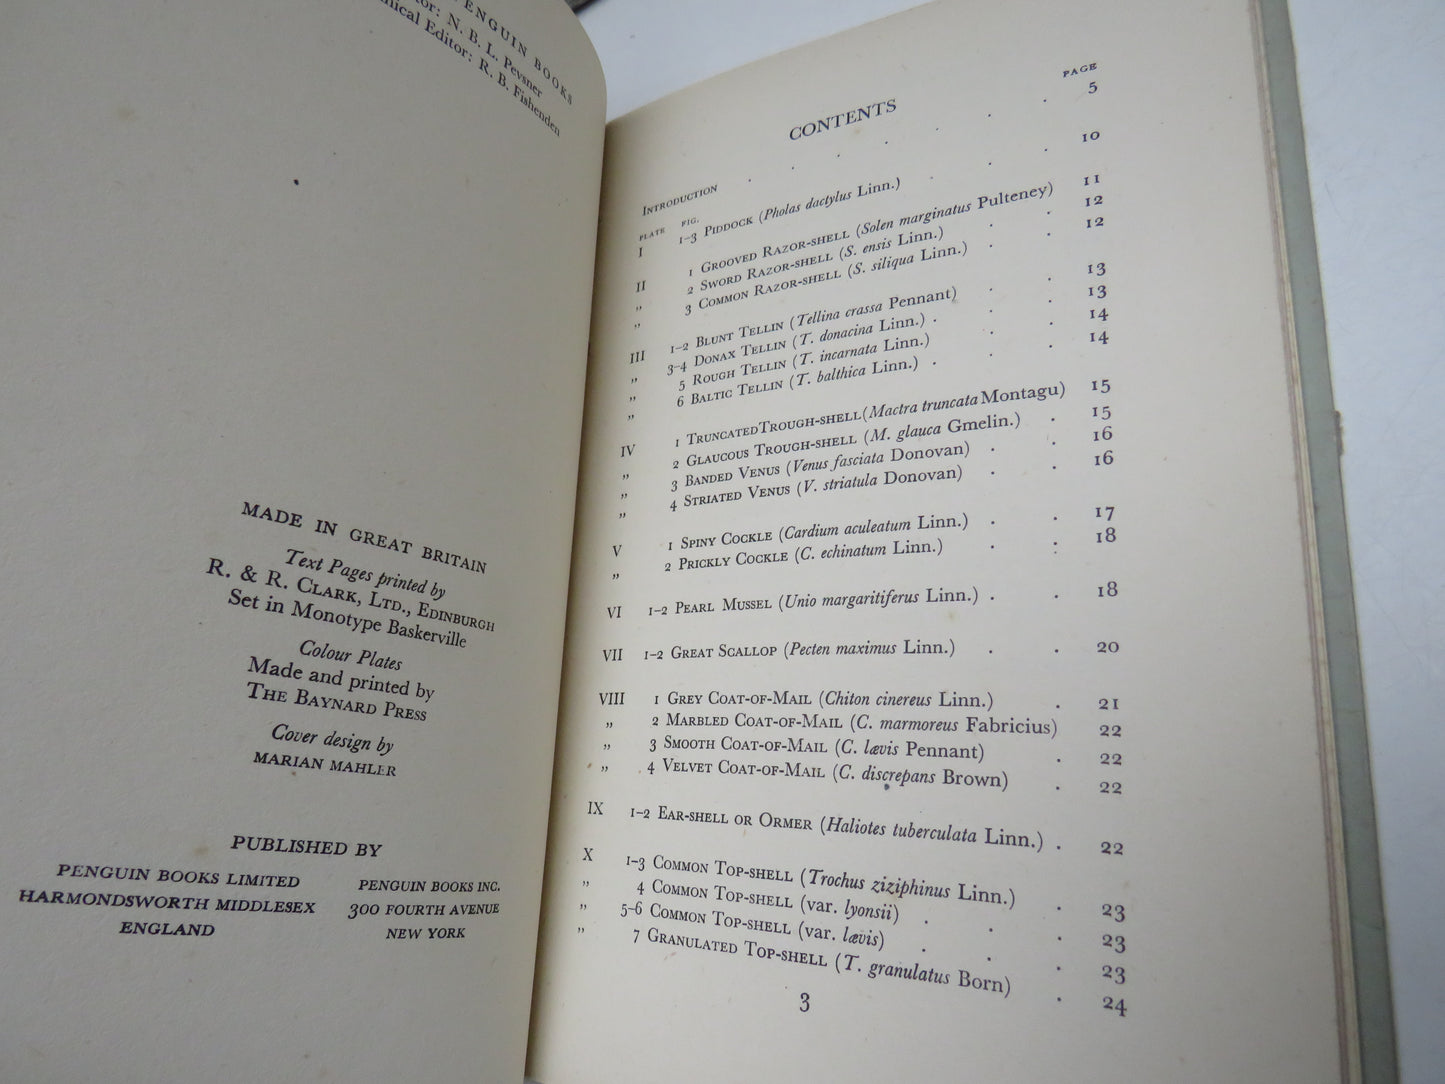 PENGUIN BOOKS
N. B. L. Pevsner
Editor: R. B. Fishenden
MADE IN GREAT BRITAIN
Text Pages printed by
R. & R. CLARK, LTD., EDINBURGH
Set in Monotype Baskerville
Colour Plates
Made and printed by
THE BAYNARD PRESS
Cover design by
MARIAN MAHLER
PUBLISHED BY
PENGUIN BOOKS LIMITED
HARMONDSWORTH MIDDLESEX
ENGLAND
PENGUIN BOOKS INC.
300 FOURTH AVENUE
NEW YORK
CONTENTS
PAGE
INTRODUCTION . . . . . . 5
PLATE FIG.
I 1–3 PIDDOCK (Pholas dactylus Linn.) . . . 10
II 1 GROOVED RAZOR-SHELL (Solen marginatus Pulteney) 11
„ 2 SWORD RAZOR-SHELL (S. ensis Linn.) . . 12
„ 3 COMMON RAZOR-SHELL (S. siliqua Linn.) . . 12
III 1–2 BLUNT TELLIN (Tellina crassa Pennant) . . 13
„ 3–4 DONAX TELLIN (T. donacina Linn.) . . . 13
„ 5 ROUGH TELLIN (T. incarnata Linn.) . . 14
„ 6 BALTIC TELLIN (T. balthica Linn.) . . . 14
IV 1 TRUNCATED TROUGH-SHELL (Mactra truncata Montagu) 15
„ 2 GLAUCOUS TROUGH-SHELL (M. glauca Gmelin.) . 15
„ 3 BANDED VENUS (Venus fasciata Donovan) . . 16
„ 4 STRIATED VENUS (V. striatula Donovan) . . 16
V 1 SPINY COCKLE (Cardium aculeatum Linn.) . . 17
„ 2 PRICKLY COCKLE (C. echinatum Linn.) . . 18
VI 1–2 PEARL MUSSEL (Unio margaritiferus Linn.) . . 18
VII 1–2 GREAT SCALLOP (Pecten maximus Linn.) . . 20
VIII 1 GREY COAT-OF-MAIL (Chiton cinereus Linn.) . 21
„ 2 MARBLED COAT-OF-MAIL (C. marmoreus Fabricius) 22
„ 3 SMOOTH COAT-OF-MAIL (C. lævis Pennant) . 22
„ 4 VELVET COAT-OF-MAIL (C. discrepans Brown) . 22
IX 1–2 EAR-SHELL OR ORMER (Haliotes tuberculata Linn.) . 22
X 1–3 COMMON TOP-SHELL (Trochus ziziphinus Linn.) . 23
„ 4 COMMON TOP-SHELL (var. lyonsii) . . . 23
„ 5–6 COMMON TOP-SHELL (var. lævis) . . . 23
„ 7 GRANULATED TOP-SHELL (T. granulatus Born) . 24
3